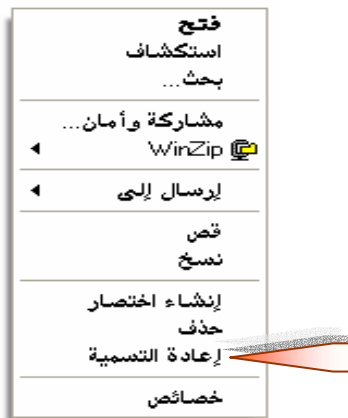 فتح
استكشاف
بحث...
مشاركة وأمان...
WinZip
إرسال إلى
قص
نسخ
إنشاء اختصار
حذف
إعادة التسمية
خصائص